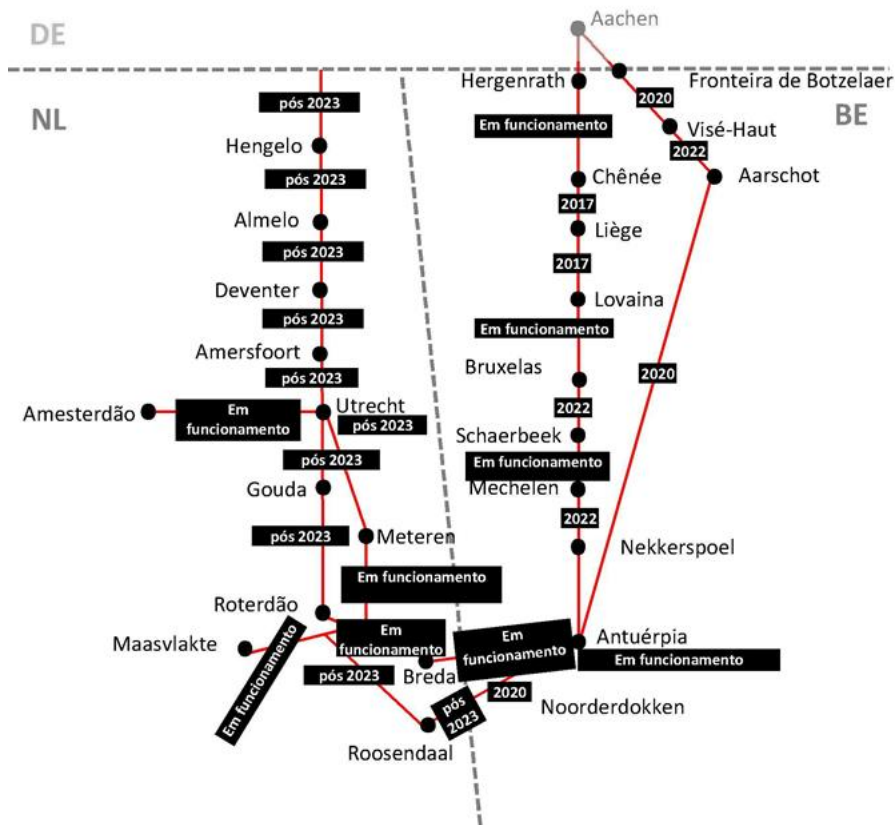 Aachen
DE
Hergenrath
Fronteira de Botzelaer
pós 2023
2020
NL
BE
Em funcionamento
Visé-Haut
Hengelo
2022
pós 2023
Chênée
Aarschot
2017
Almelo
Liège
pós 2023
2017
Deventer
Lovaina
pós 2023
Em funcionamento
Amersfoort
Bruxelas
pós 2023
2020
Amesterdão
Em
funcionamento
Utrecht
pós 2023
2022
Schaerbeek
pós 2023
Em funcionamento
Gouda
Mechelen
pós 2023
2022
Meteren
Nekkerspoel
Em funcionamento
Roterdão
Maasvlakte
Em funcionamento
Em
funcionamento
Em
funcionamento
Antuérpia
Em funcionamento
pós 2023
Breda
pós
2023
2020
Noorderdokken
Roosendaal